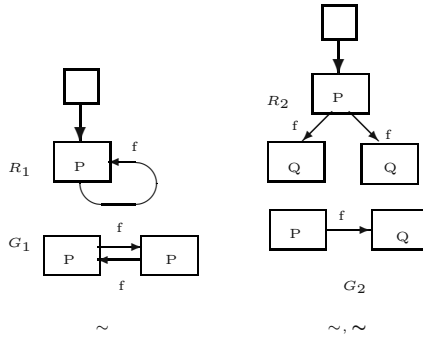 R₂ P
f f
Q Q
f
R₁ P
f
P Q
G₁ f
P P
f
G₂
∼ ∼, ∼